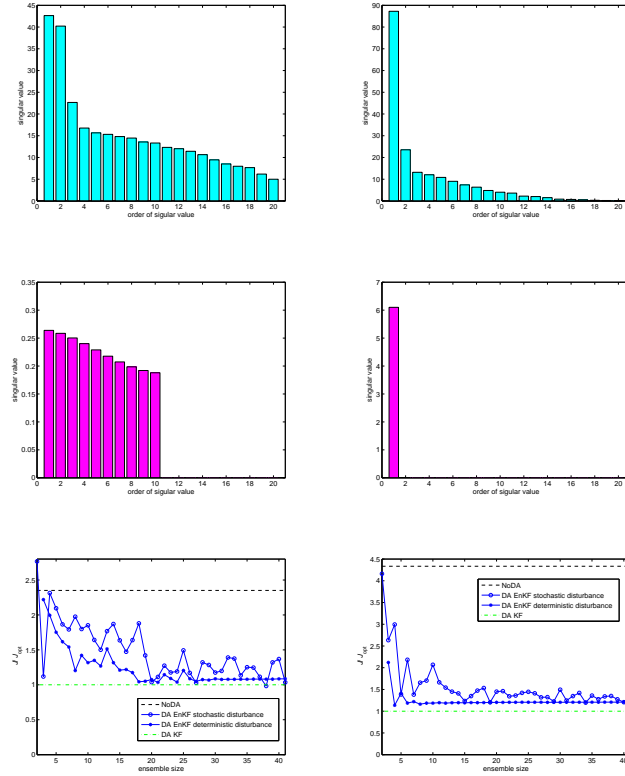 45
40
35
30
25
20
15
10
5
0
singular value
0 2 4 6 8 10 12 14 16 18 20
order of sigular value
90
80
70
60
50
40
30
20
10
0
singular value
0 2 4 6 8 10 12 14 16 18 20
order of sigular value
0.35
0.3
0.25
0.2
0.15
0.1
0.05
0
singular value
0 2 4 6 8 10 12 14 16 18 20
order of sigular value
7
6
5
4
3
2
1
0
singular value
0 2 4 6 8 10 12 14 16 18 20
order of sigular value
2.5
2
1.5
1
0.5
0
J/J_opt
NoDA
DA EnKF stochastic disturbance
DA EnKF deterministic disturbance
DA KF
5 10 15 20 25 30 35 40
ensemble size
4.5
4
3.5
3
2.5
2
1.5
1
0.5
0
J/J_opt
NoDA
DA EnKF stochastic disturbance
DA EnKF deterministic disturbance
DA KF
5 10 15 20 25 30 35 40
ensemble size